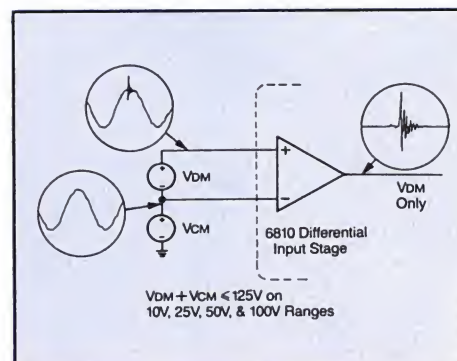 +
VDM
−
+
VCM
−
+
−
6810 Differential
Input Stage
VDM
Only
VDM + VCM ⩽ 125V on
10V, 25V, 50V, & 100V Ranges